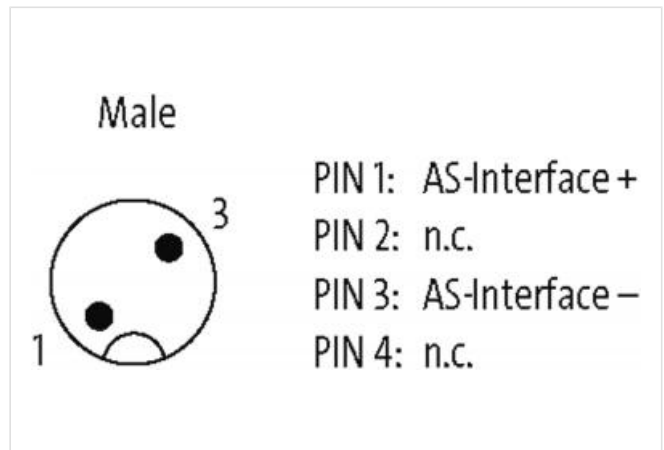 Male
3
1
PIN 1: AS-Interface +
PIN 2: n.c.
PIN 3: AS-Interface –
PIN 4: n.c.